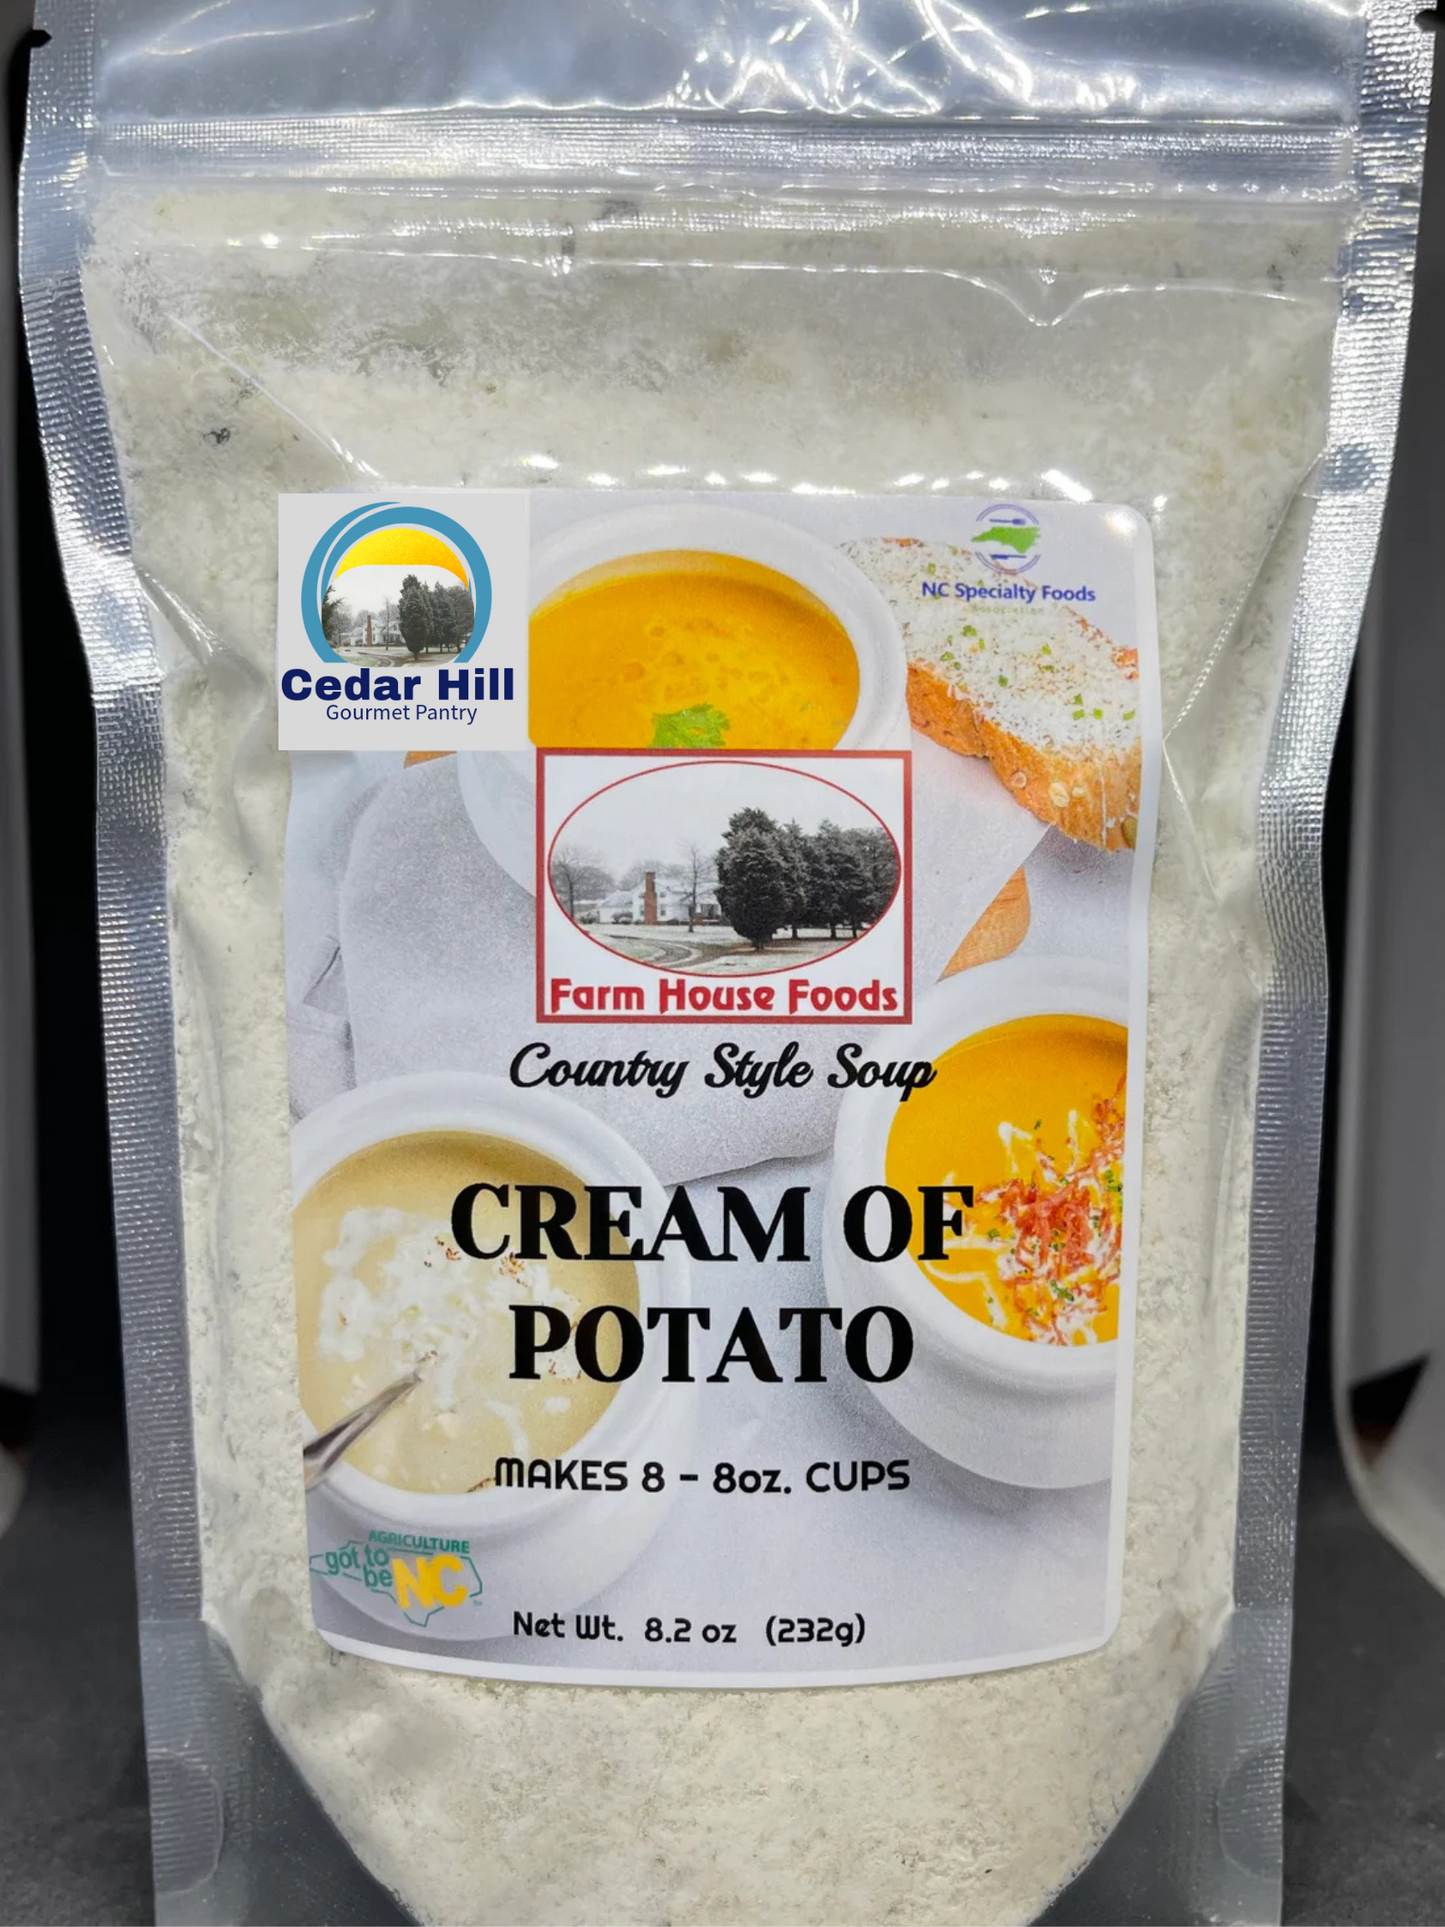 Cedar Hill
Gourmet Pantry
NC Specialty Foods
Association
Farm House Foods
Country Style Soup
CREAM OF
POTATO
MAKES 8 - 8oz. CUPS
AGRICULTURE
got to
be NC
Net Wt. 8.2 oz (232g)